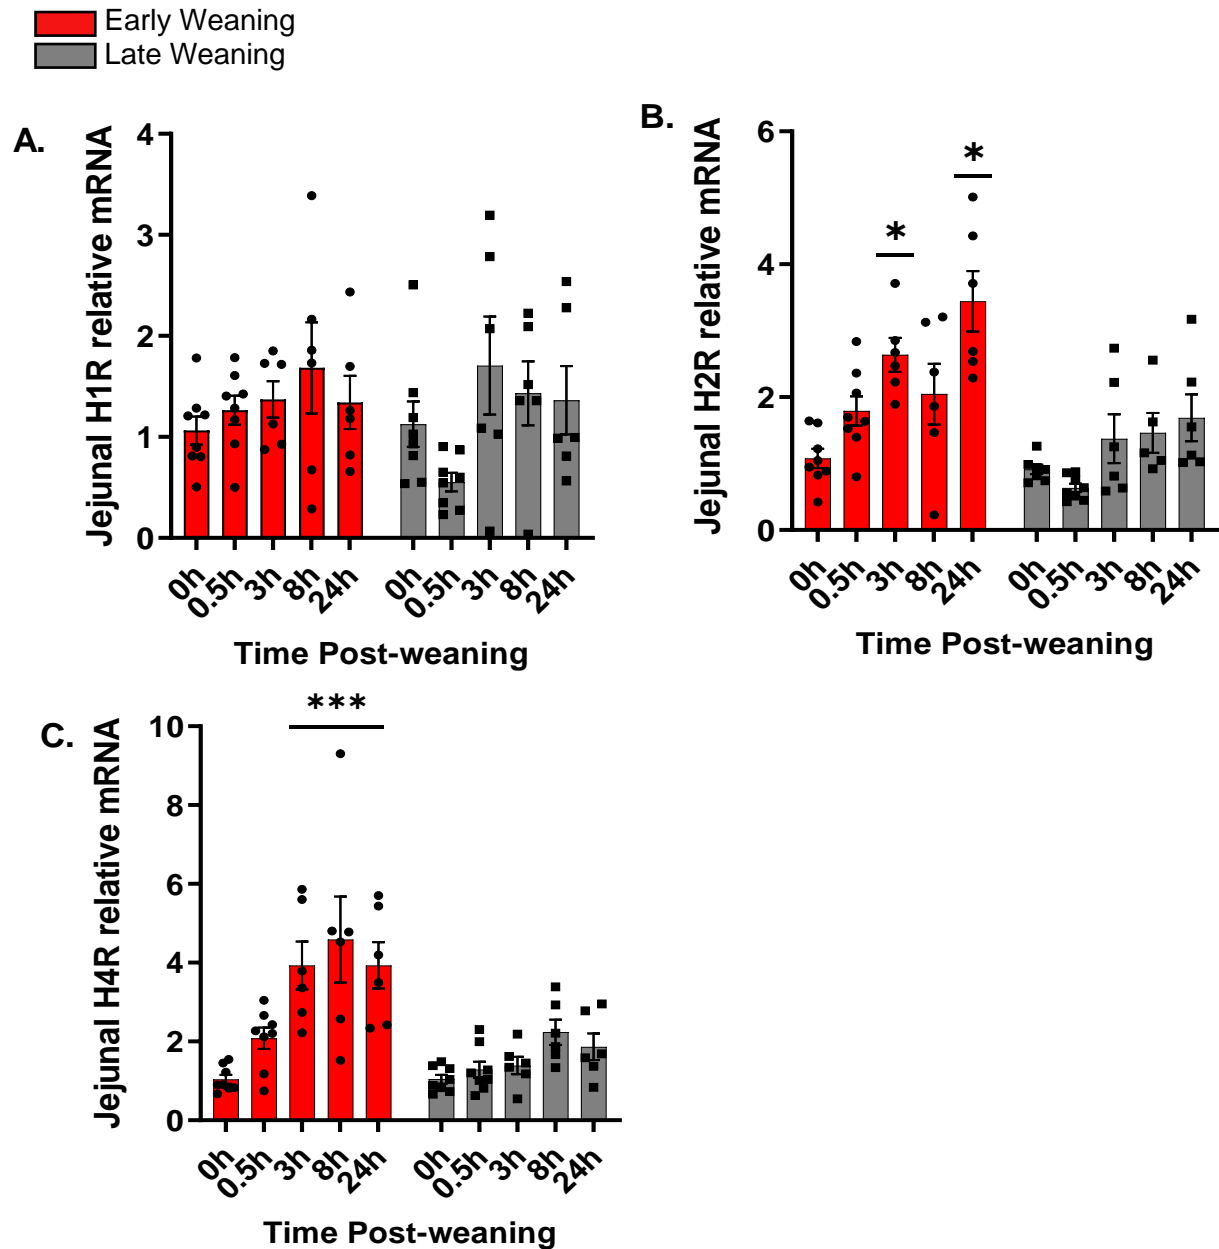 Early Weaning
Late Weaning
A.
Jejunal H1R relative mRNA
4
3
2
1
0
0h
0.5h
3h
8h
24h
0h
0.5h
3h
8h
24h
Time Post-weaning
B.
Jejunal H2R relative mRNA
6
4
2
0
*
*
0h
0.5h
3h
8h
24h
0h
0.5h
3h
8h
24h
Time Post-weaning
C.
Jejunal H4R relative mRNA
10
8
6
4
2
0
***
0h
0.5h
3h
8h
24h
0h
0.5h
3h
8h
24h
Time Post-weaning